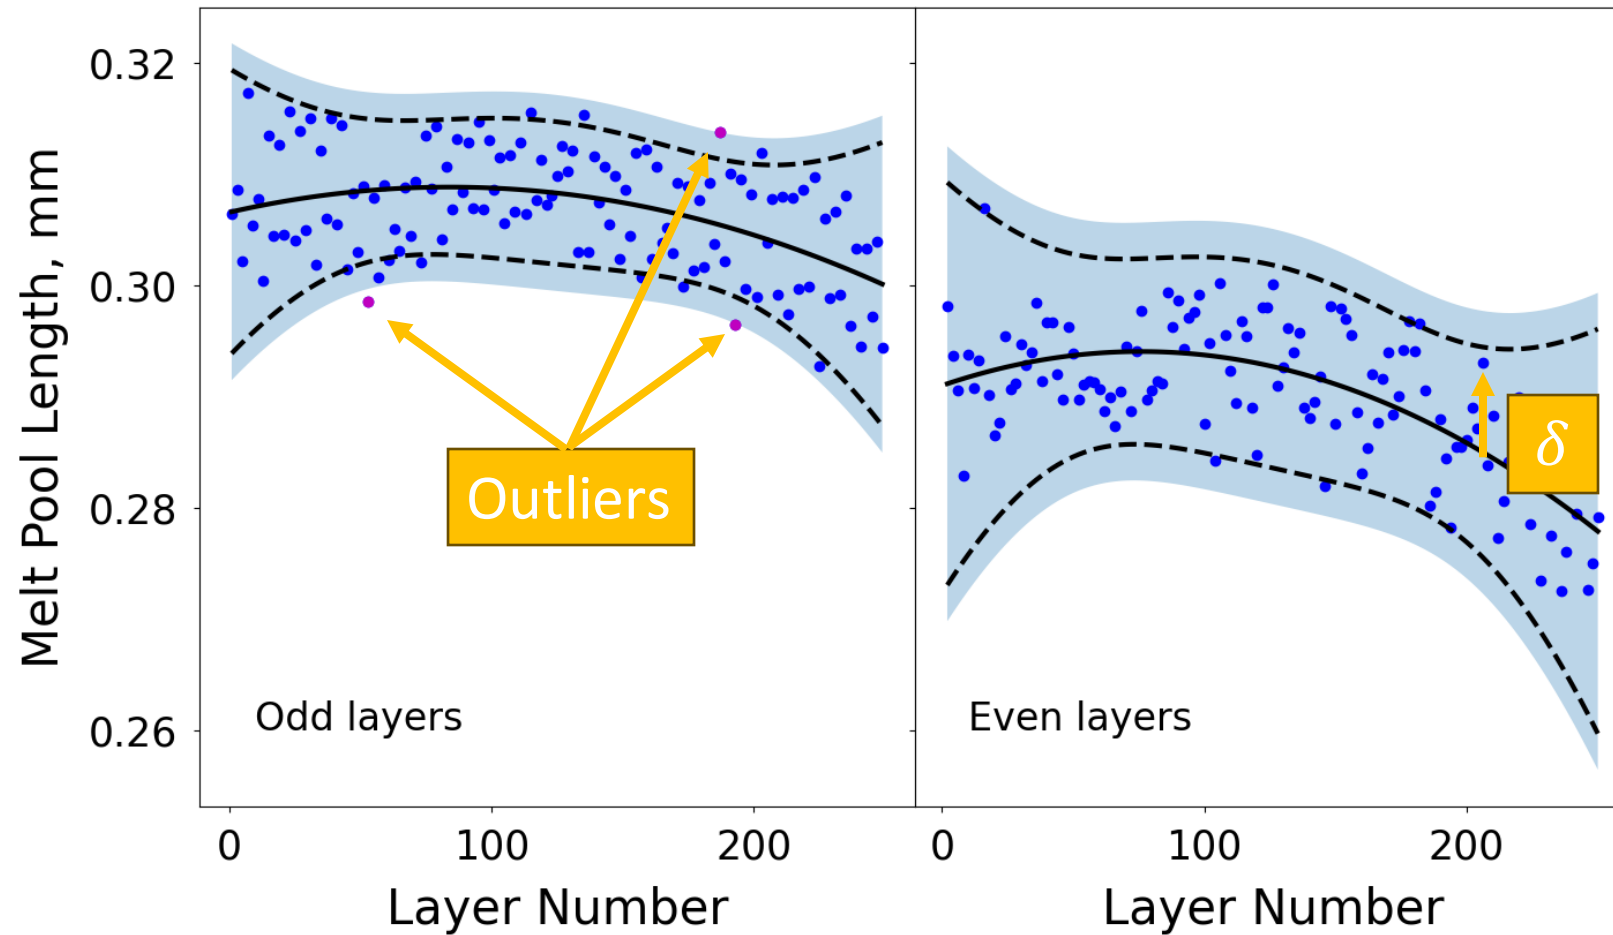 Melt Pool Length, mm
0.32
0.30
0.28
0.26
Outliers
Odd layers
0
100
200
Layer Number
δ
Even layers
0
100
200
Layer Number